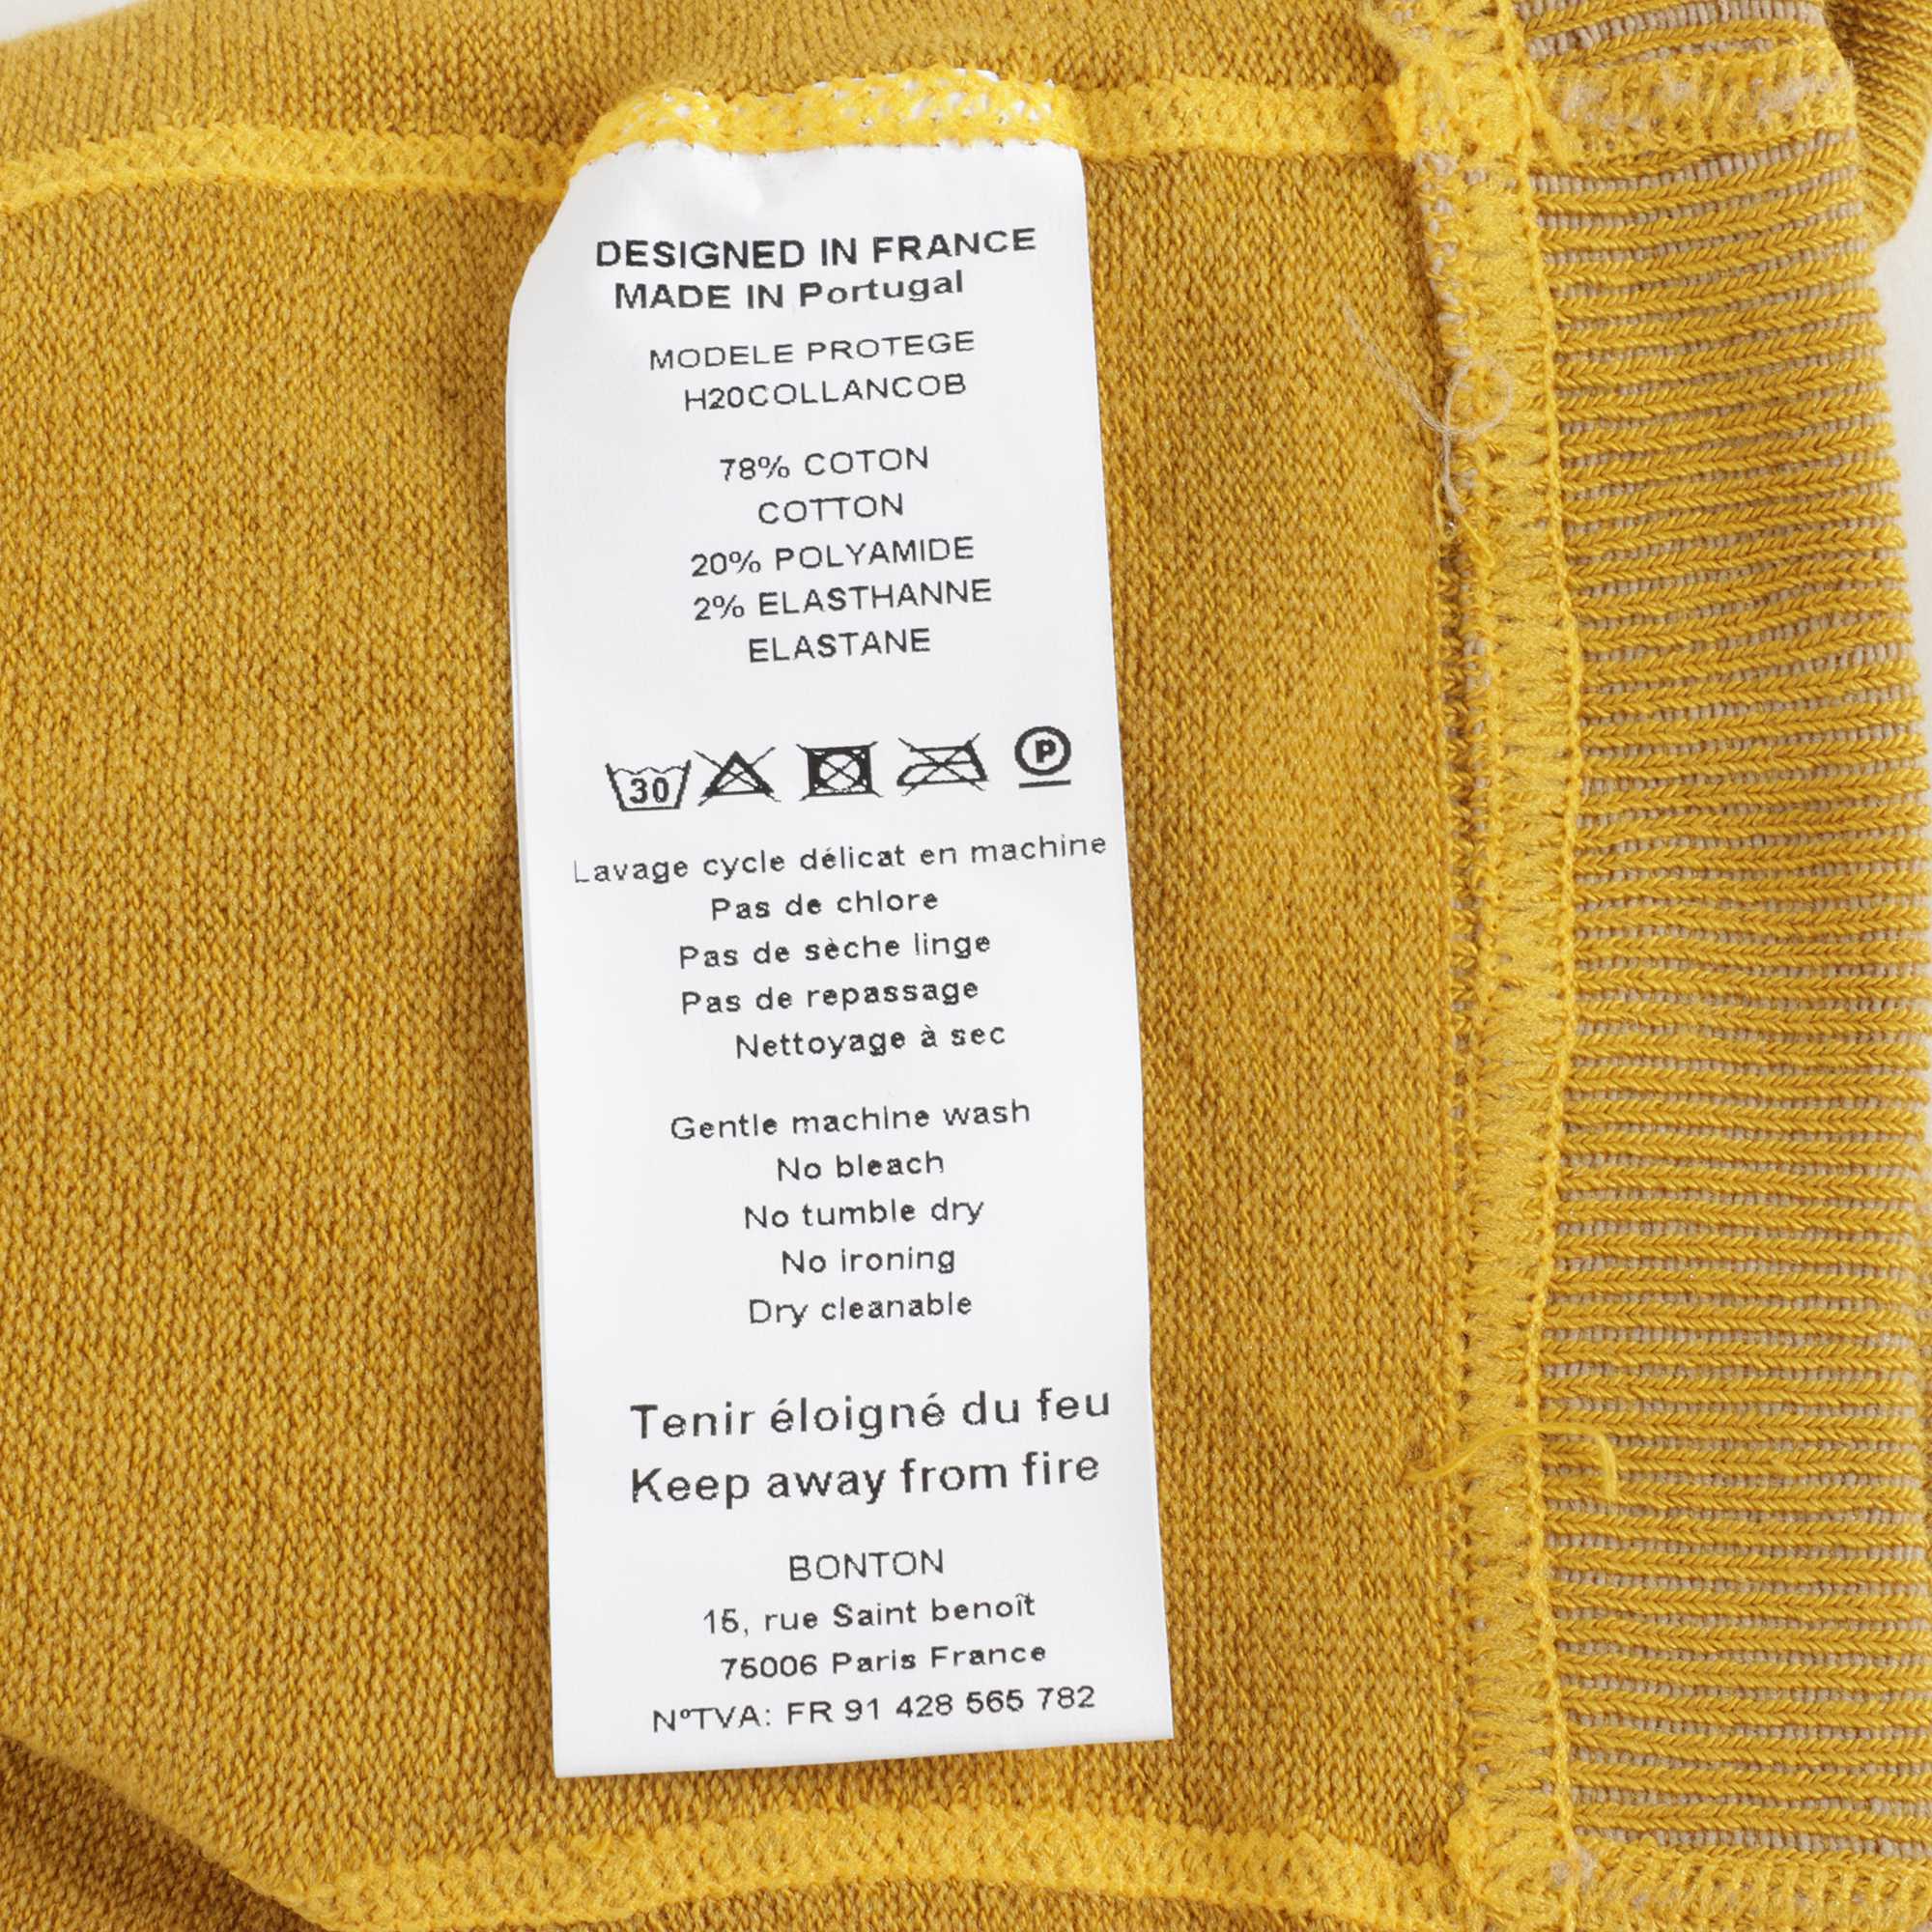 DESIGNED IN FRANCE
MADE IN Portugal
MODELE PROTEGE
H20COLLANCOB
78% COTON
COTTON
20% POLYAMIDE
2% ELASTHANNE
ELASTANE
30 P
Lavage cycle délicat en machine
Pas de chlore
Pas de sèche linge
Pas de repassage
Nettoyage à sec
Gentle machine wash
No bleach
No tumble dry
No ironing
Dry cleanable
Tenir éloigné du feu
Keep away from fire
BONTON
15, rue Saint benoît
75006 Paris France
N°TVA: FR 91 428 565 782